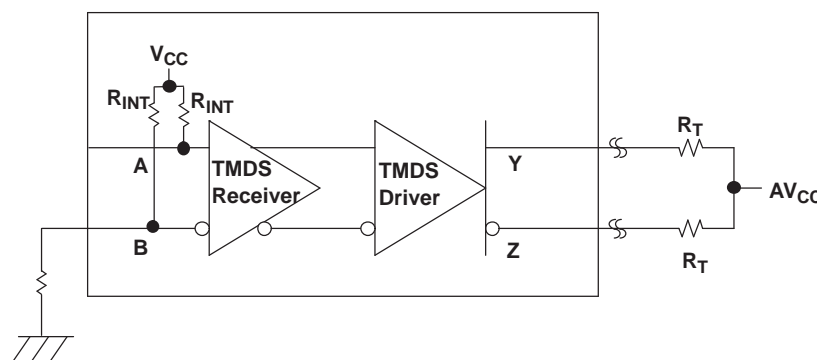 VCC
RINT
RINT
RT
A
TMDS
Receiver
TMDS
Driver
Y
AVCC
B
Z
RT